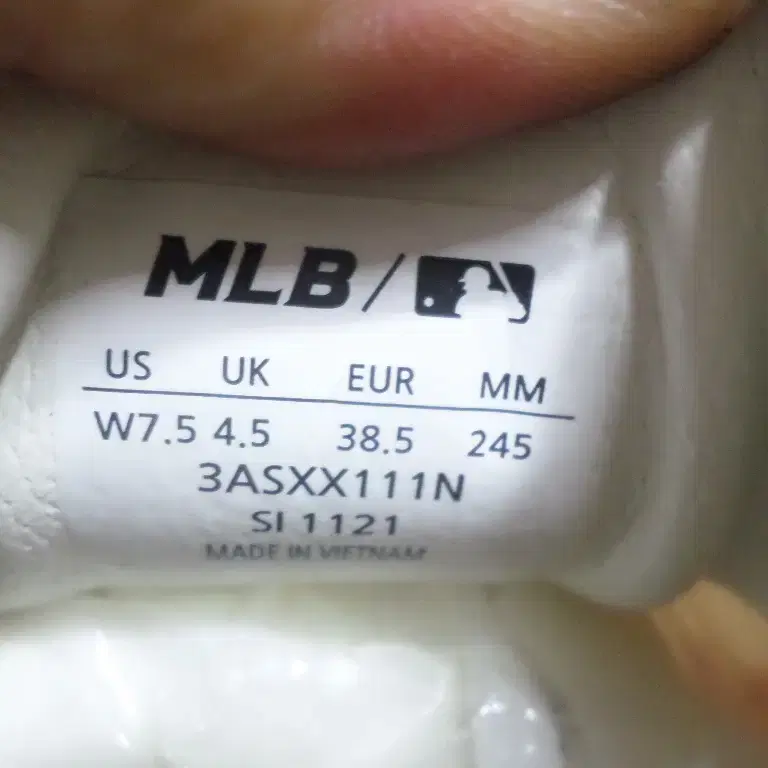 MLB/
US UK EUR MM
W7.5 4.5 38.5 245
3ASXX111N
SI 1121
MADE IN VIETNAM